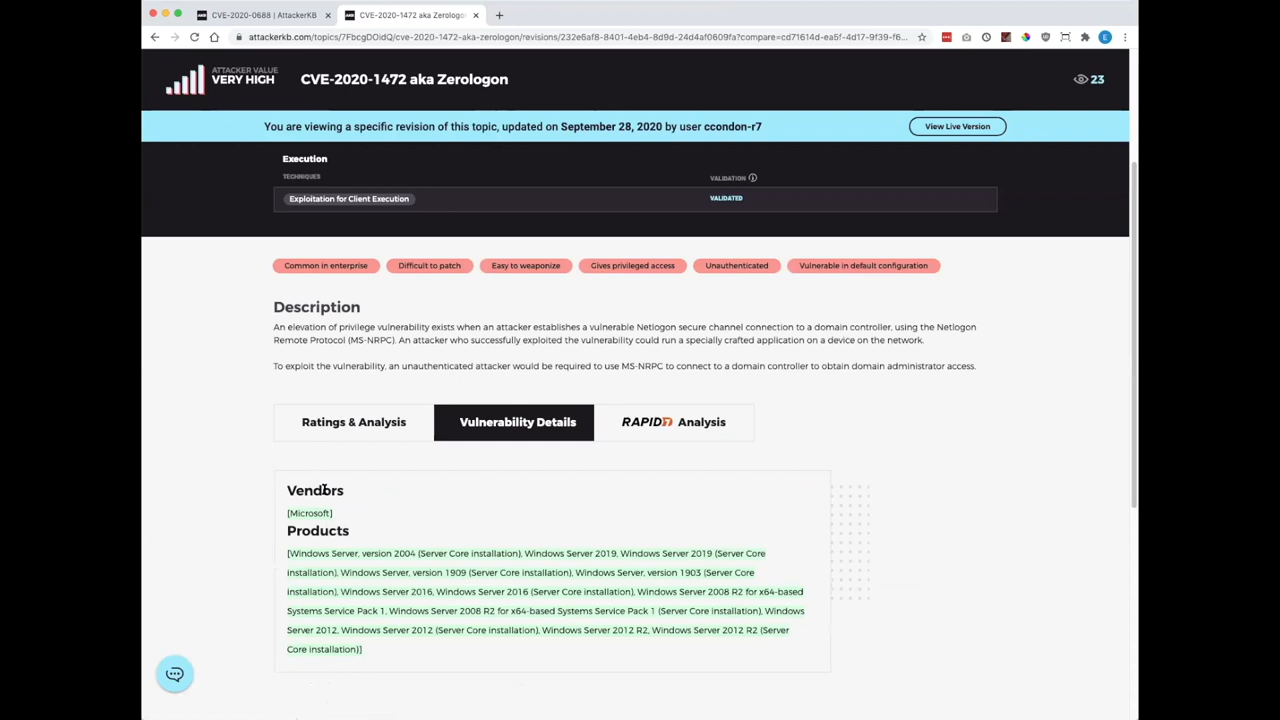 CVE-2020-0688 | AttackerKB
CVE-2020-1472 aka Zerologon
attackerkb.com/topics/7FbcgDOidQ/cve-2020-1472-aka-zerologon/revisions/232e6af8-8401-4eb4-8d9d-24d4af0609fa?compare=cd71614d-ea5f-4d17-9f39-f6...
E
AKB
ATTACKER VALUE
VERY HIGH
CVE-2020-1472 aka Zerologon
23
You are viewing a specific revision of this topic, updated on September 28, 2020 by user ccondon-r7
View Live Version
Execution
TECHNIQUES
VALIDATION
Exploitation for Client Execution
VALIDATED
Common in enterprise
Difficult to patch
Easy to weaponize
Gives privileged access
Unauthenticated
Vulnerable in default configuration
Description
An elevation of privilege vulnerability exists when an attacker establishes a vulnerable Netlogon secure channel connection to a domain controller, using the Netlogon
Remote Protocol (MS-NRPC). An attacker who successfully exploited the vulnerability could run a specially crafted application on a device on the network.
To exploit the vulnerability, an unauthenticated attacker would be required to use MS-NRPC to connect to a domain controller to obtain domain administrator access.
Ratings & Analysis
Vulnerability Details
RAPID7 Analysis
Vendors
[Microsoft]
Products
[Windows Server, version 2004 (Server Core installation), Windows Server 2019, Windows Server 2019 (Server Core
installation), Windows Server, version 1909 (Server Core installation), Windows Server, version 1903 (Server Core
installation), Windows Server 2016, Windows Server 2016 (Server Core installation), Windows Server 2008 R2 for x64-based
Systems Service Pack 1, Windows Server 2008 R2 for x64-based Systems Service Pack 1 (Server Core installation), Windows
Server 2012, Windows Server 2012 (Server Core installation), Windows Server 2012 R2, Windows Server 2012 R2 (Server
Core installation)]